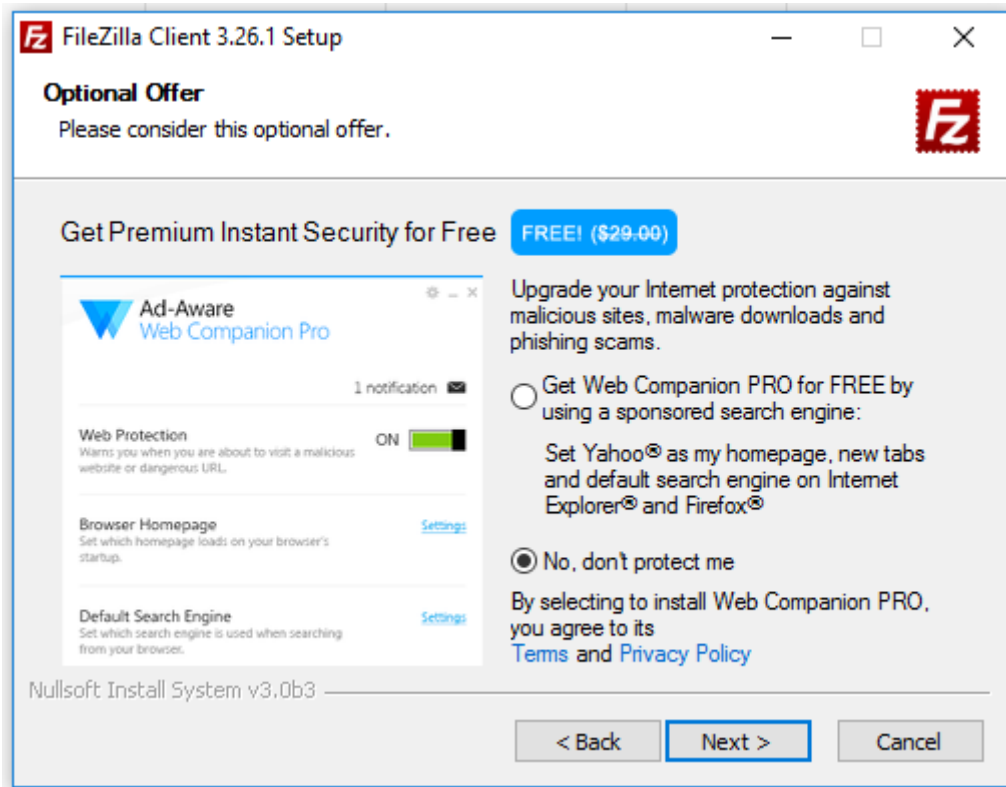 FileZilla Client 3.26.1 Setup
Optional Offer
Please consider this optional offer.
Fz
Get Premium Instant Security for Free
FREE! ($29.00)
Ad-Aware
Web Companion Pro
1 notification
Web Protection
ON
Warns you when you are about to visit a malicious
website or dangerous URL.
Browser Homepage
Settings
Set which homepage loads on your browser's
startup.
Default Search Engine
Settings
Set which search engine is used when searching
from your browser.
Upgrade your Internet protection against
malicious sites, malware downloads and
phishing scams.
Get Web Companion PRO for FREE by
using a sponsored search engine:
Set Yahoo® as my homepage, new tabs
and default search engine on Internet
Explorer® and Firefox®
No, don't protect me
By selecting to install Web Companion PRO,
you agree to its
Terms and Privacy Policy
Nullsoft Install System v3.0b3
< Back
Next >
Cancel